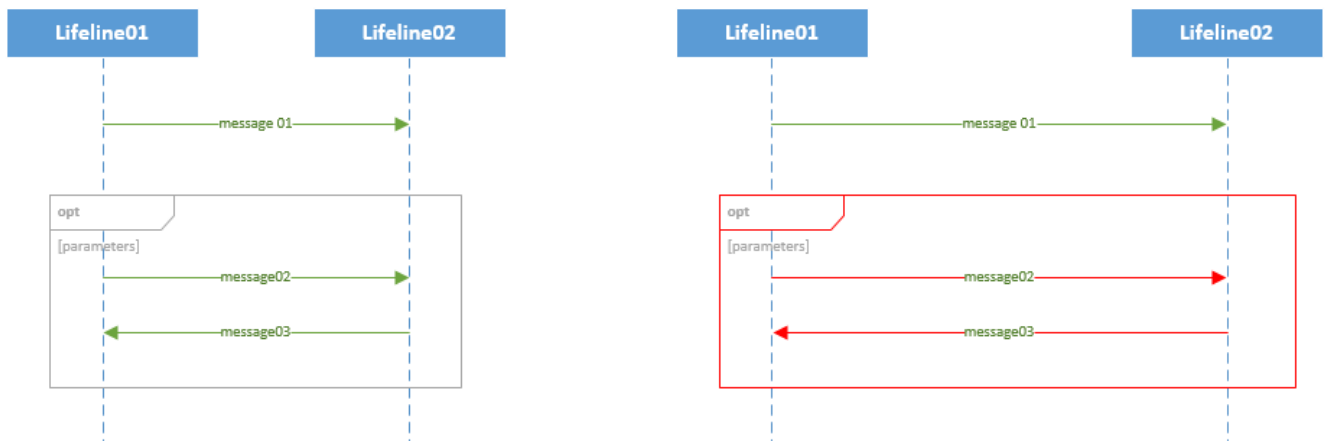 Lifeline01
Lifeline02
message 01
opt
[parameters]
message02
message03
Lifeline01
Lifeline02
message 01
opt
[parameters]
message02
message03